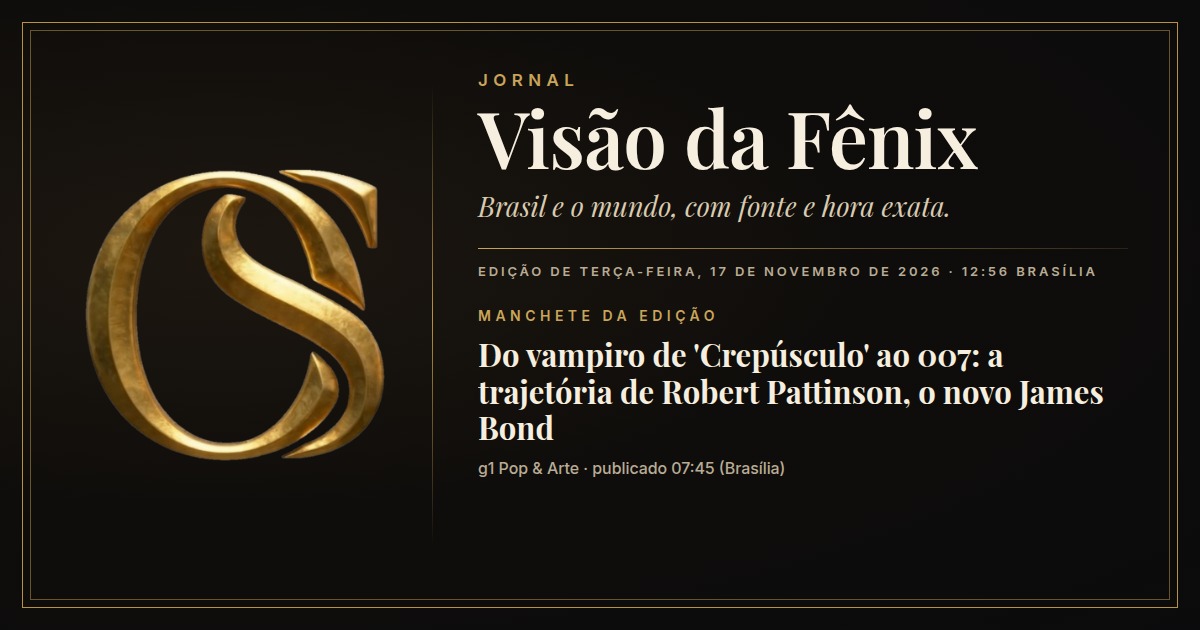 JORNAL
Visão da Fênix
Brasil e o mundo, com fonte e hora exata.
EDIÇÃO DE TERÇA-FEIRA, 17 DE NOVEMBRO DE 2026 · 12:56 BRASÍLIA
MANCHETE DA EDIÇÃO
Do vampiro de 'Crepúsculo' ao 007: a
trajetória de Robert Pattinson, o novo James
Bond
g1 Pop & Arte · publicado 07:45 (Brasília)